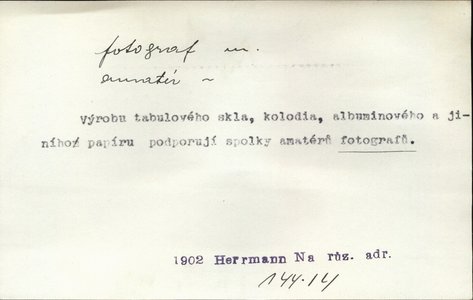 fotograf m.
amatér ~
Výrobu tabulového skla, kolodia, albuminového a ji-
níhož papíru podporují spolky amatérů fotografů.
1902 Herrmann Na růz. adr.
144.14